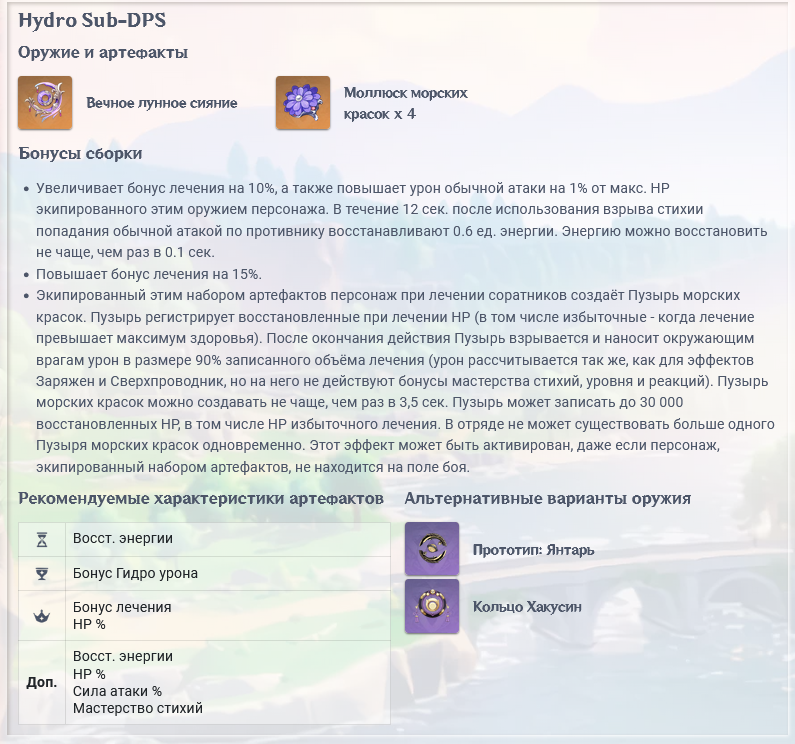 Hydro Sub-DPS
Оружие и артефакты
Вечное лунное сияние
Моллюск морских
красок x 4
Бонусы сборки
• Увеличивает бонус лечения на 10%, а также повышает урон обычной атаки на 1% от макс. HP
экипированного этим оружием персонажа. В течение 12 сек. после использования взрыва стихии
попадания обычной атакой по противнику восстанавливают 0.6 ед. энергии. Энергию можно восстановить
не чаще, чем раз в 0.1 сек.
• Повышает бонус лечения на 15%.
• Экипированный этим набором артефактов персонаж при лечении соратников создаёт Пузырь морских
красок. Пузырь регистрирует восстановленные при лечении HP (в том числе избыточные - когда лечение
превышает максимум здоровья). После окончания действия Пузырь взрывается и наносит окружающим
врагам урон в размере 90% записанного объёма лечения (урон рассчитывается так же, как для эффектов
Заряжен и Сверхпроводник, но на него не действуют бонусы мастерства стихий, уровня и реакций). Пузырь
морских красок можно создавать не чаще, чем раз в 3,5 сек. Пузырь может записать до 30 000
восстановленных HP, в том числе HP избыточного лечения. В отряде не может существовать больше одного
Пузыря морских красок одновременно. Этот эффект может быть активирован, даже если персонаж,
экипированный набором артефактов, не находится на поле боя.
Рекомендуемые характеристики артефактов
Восст. энергии
Бонус Гидро урона
Бонус лечения
HP %
Доп.
Восст. энергии
HP %
Сила атаки %
Мастерство стихий
Альтернативные варианты оружия
Прототип: Янтарь
Кольцо Хакусин